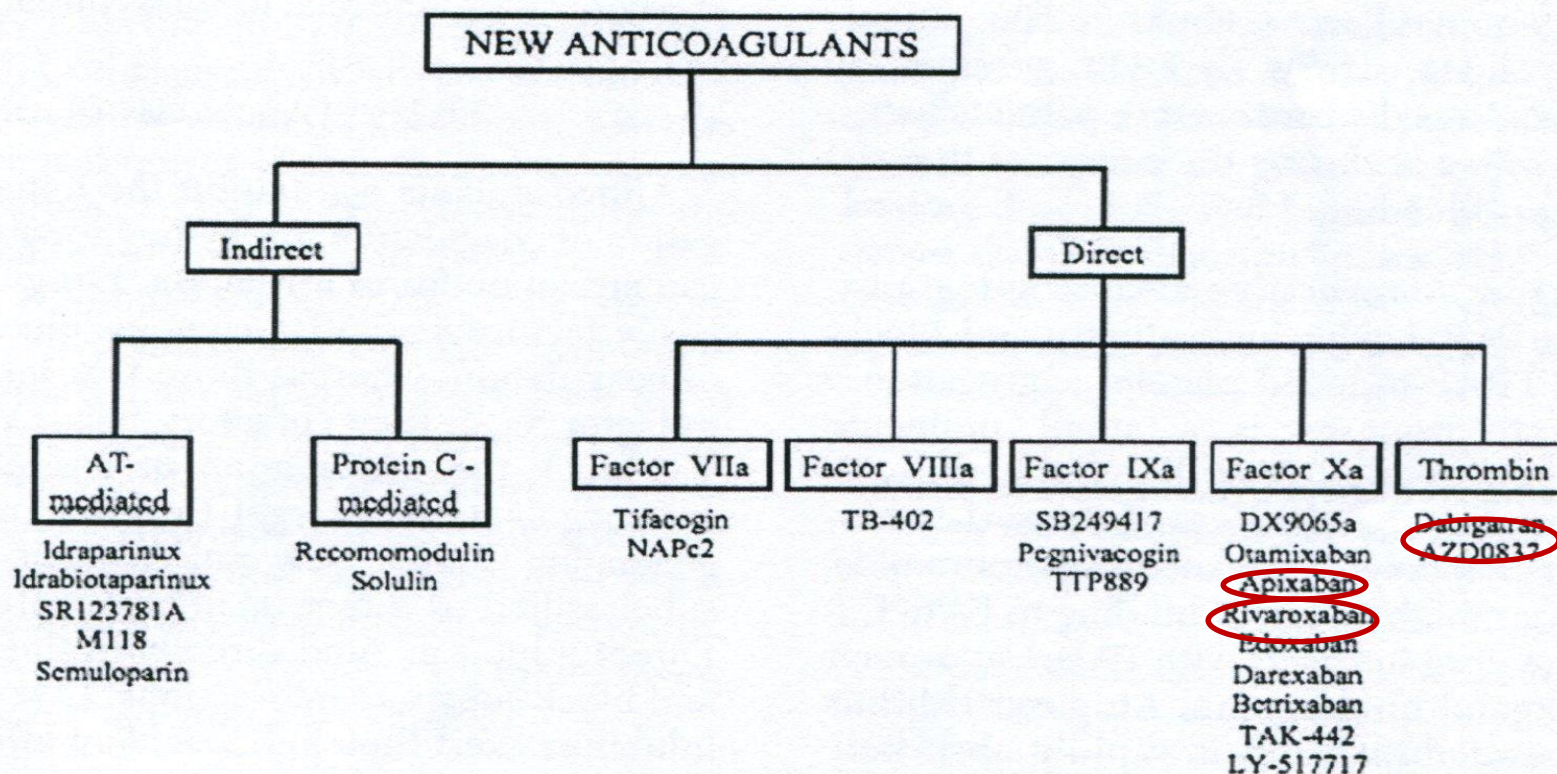 NEW ANTICOAGULANTS
Indirect
Direct
AT-
mediated
Protein C -
mediated
Factor VIIa
Factor VIIIa
Factor IXa
Factor Xa
Thrombin
Idraparinux
Idrabiotaparinux
SR123781A
M118
Semuloparin
Recomomodulin
Solulin
Tifacogin
NAPc2
TB-402
SB249417
Pegnivacogin
TTP889
DX9065a
Otamixaban
Apixaban
Rivaroxaban
Edoxaban
Darexaban
Betrixaban
TAK-442
LY-517717
Dabigatran
AZD0837